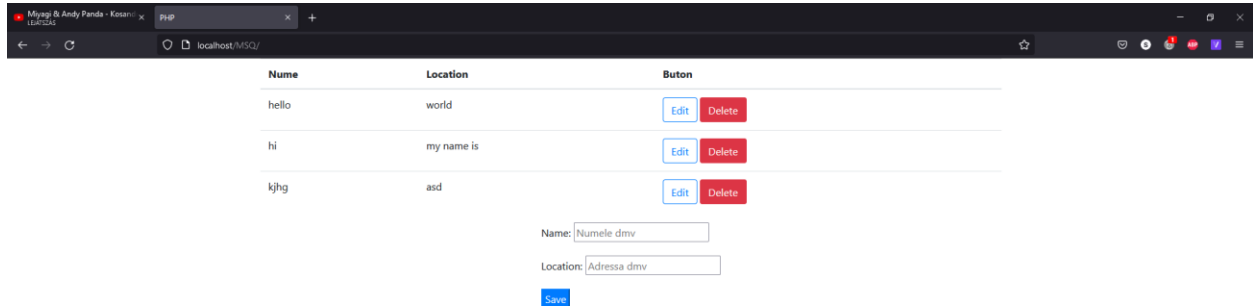 Miyagi & Andy Panda - Kosand
LEJÁTSZÁS
PHP
localhost/MSQ/
Nume Location Buton
hello world Edit Delete
hi my name is Edit Delete
kjhg asd Edit Delete
Name: Numele dmv
Location: Adressa dmv
Save